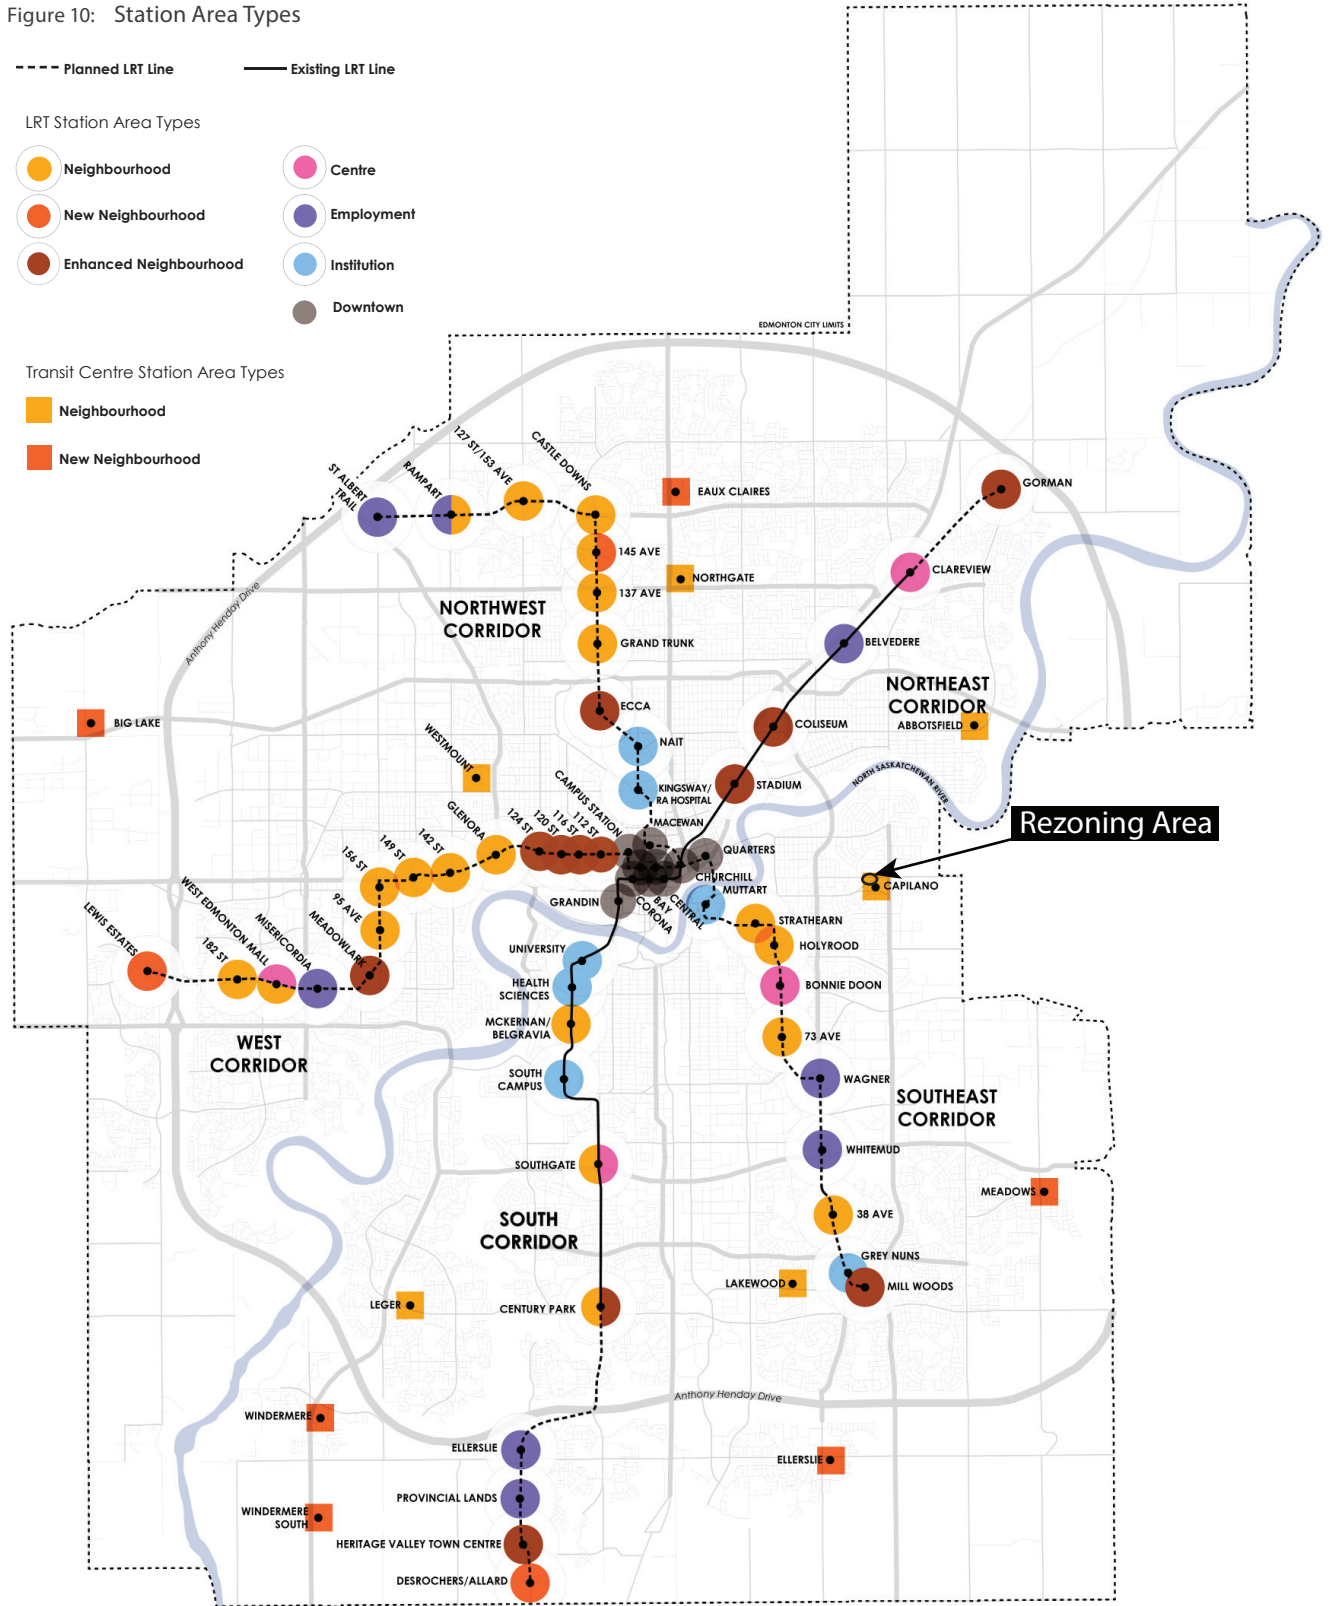 Figure 10: Station Area Types
Planned LRT Line
Existing LRT Line
LRT Station Area Types
Neighbourhood
Centre
New Neighbourhood
Employment
Enhanced Neighbourhood
Institution
Downtown
Transit Centre Station Area Types
Neighbourhood
New Neighbourhood
EDMONTON CITY LIMITS
ST ALBERT
TRAIL
RAMPART
127 ST/153 AVE
CASTLE DOWNS
EAUX CLAIRES
GORMAN
145 AVE
CLAREVIEW
NORTHGATE
137 AVE
Anthony Henday Drive
NORTHWEST
CORRIDOR
GRAND TRUNK
BELVEDERE
NORTHEAST
CORRIDOR
ECCA
BIG LAKE
COLISEUM
ABBOTSFIELD
NAIT
WESTMOUNT
STADIUM
NORTH SASKATCHEWAN RIVER
KINGSWAY/
RA HOSPITAL
CAMPUS STATION
MACEWAN
Rezoning Area
GLENORA
124 ST
120 ST
116 ST
112 ST
142 ST
149 ST
156 ST
QUARTERS
CHURCHILL
CAPILANO
MUTTART
BAY
CORONA
CENTRAL
GRANDIN
95 AVE
LEWIS ESTATES
182 ST
WEST EDMONTON MALL
MISERICORDIA
MEADOWLARK
STRATHEARN
HOLYROOD
UNIVERSITY
HEALTH
SCIENCES
BONNIE DOON
MCKERNAN/
BELGRAVIA
73 AVE
WEST
CORRIDOR
SOUTH
CAMPUS
WAGNER
SOUTHEAST
CORRIDOR
WHITEMUD
SOUTHGATE
MEADOWS
SOUTH
CORRIDOR
38 AVE
GREY NUNS
LAKEWOOD
MILL WOODS
LEGER
CENTURY PARK
Anthony Henday Drive
WINDERMERE
ELLERSLIE
ELLERSLIE
PROVINCIAL LANDS
WINDERMERE
SOUTH
HERITAGE VALLEY TOWN CENTRE
DESROCHERS/ALLARD